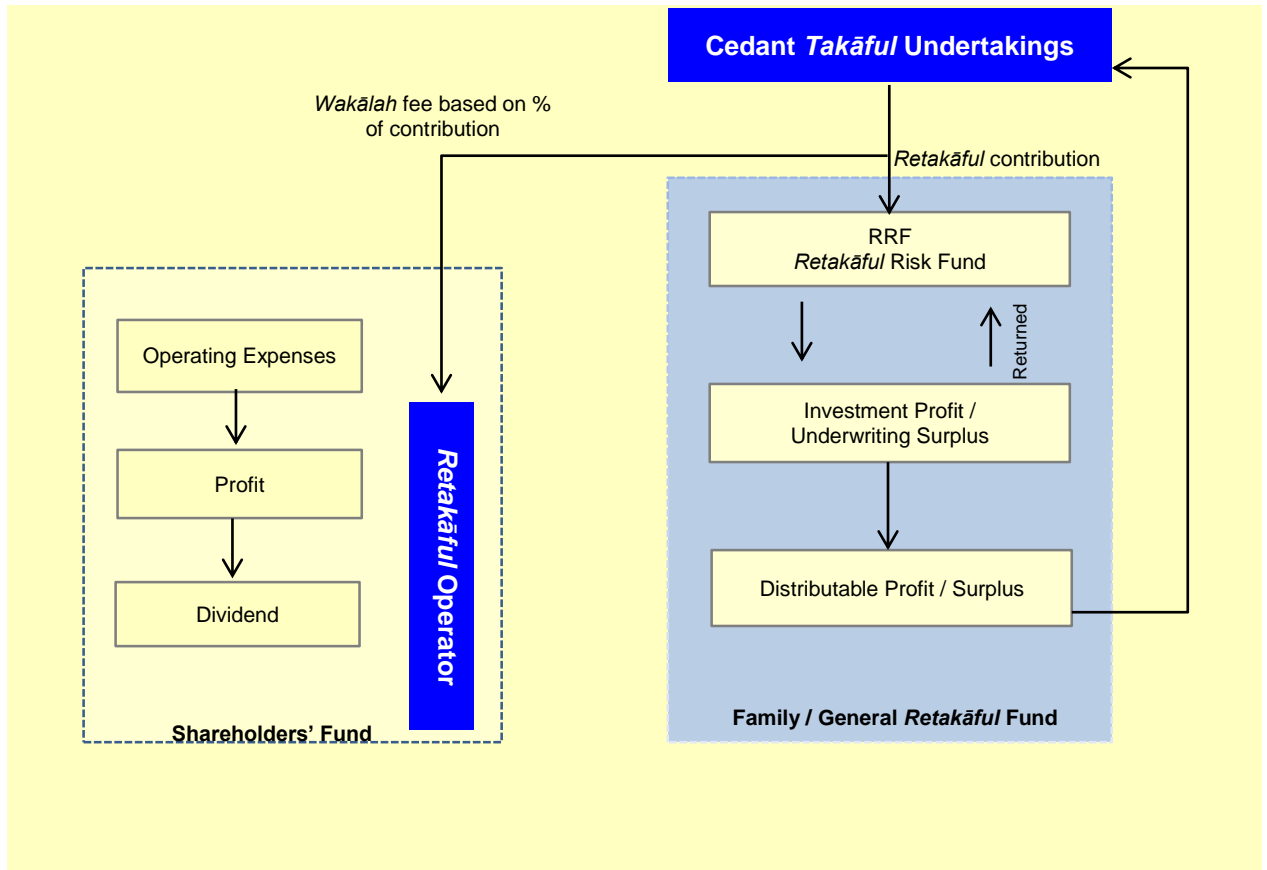 Cedant Takāful Undertakings
Wakālah fee based on %
of contribution
Retakāful contribution
RRF
Retakāful Risk Fund
Returned
Operating Expenses
Investment Profit /
Underwriting Surplus
Profit
Retakāful Operator
Distributable Profit / Surplus
Dividend
Family / General Retakāful Fund
Shareholders’ Fund